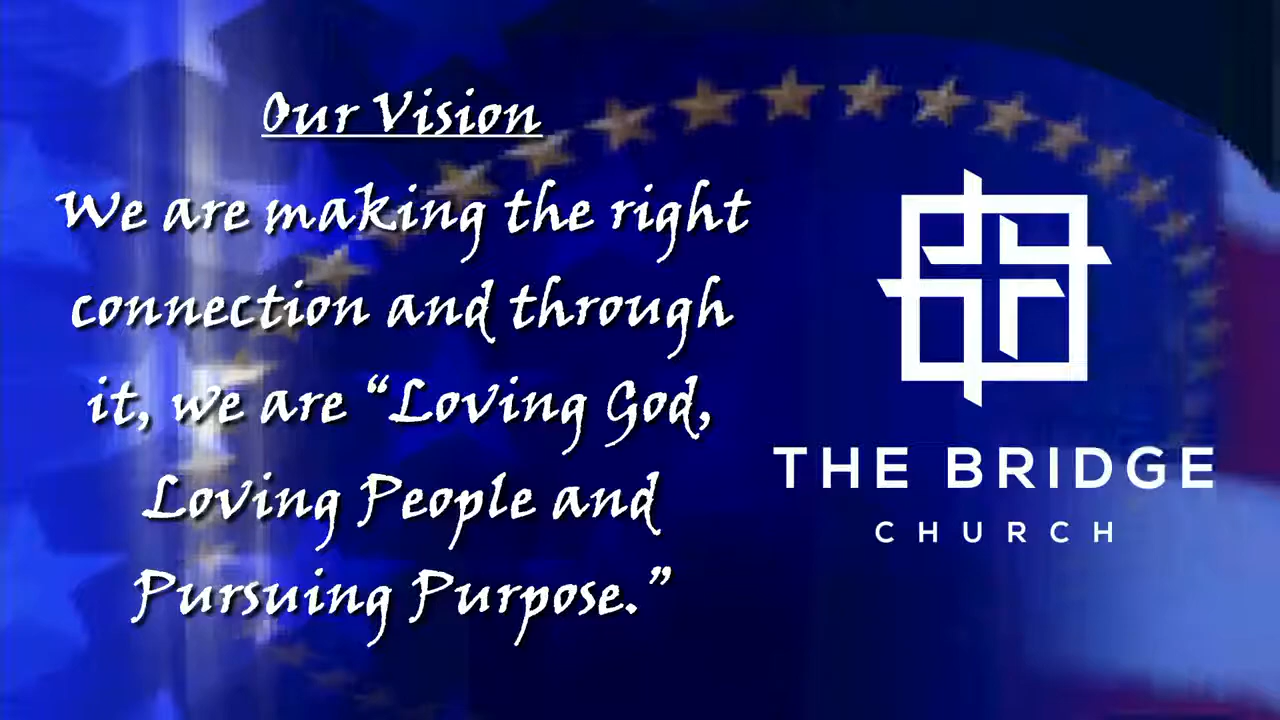 Our Vision
We are making the right
connection and through
it, we are “Loving God,
Loving People and
Pursuing Purpose.”
THE BRIDGE
CHURCH